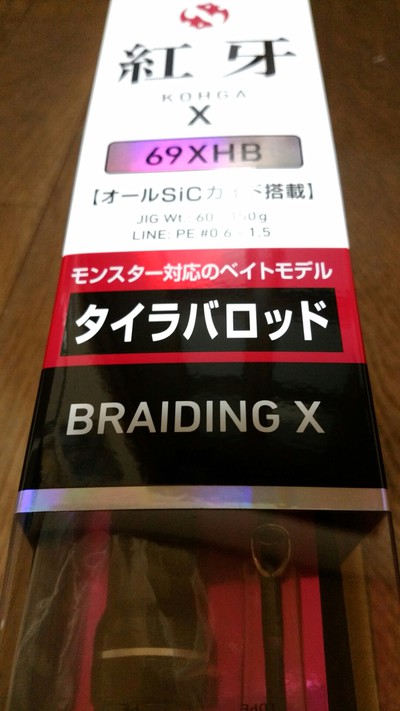 紅牙
KOHGA
X
69XHB
【オールSiCガイド搭載】
JIG Wt.: 60 - 150g
LINE: PE #0.6 - 1.5
モンスター対応のベイトモデル
タイラバロッド
BRAIDING X